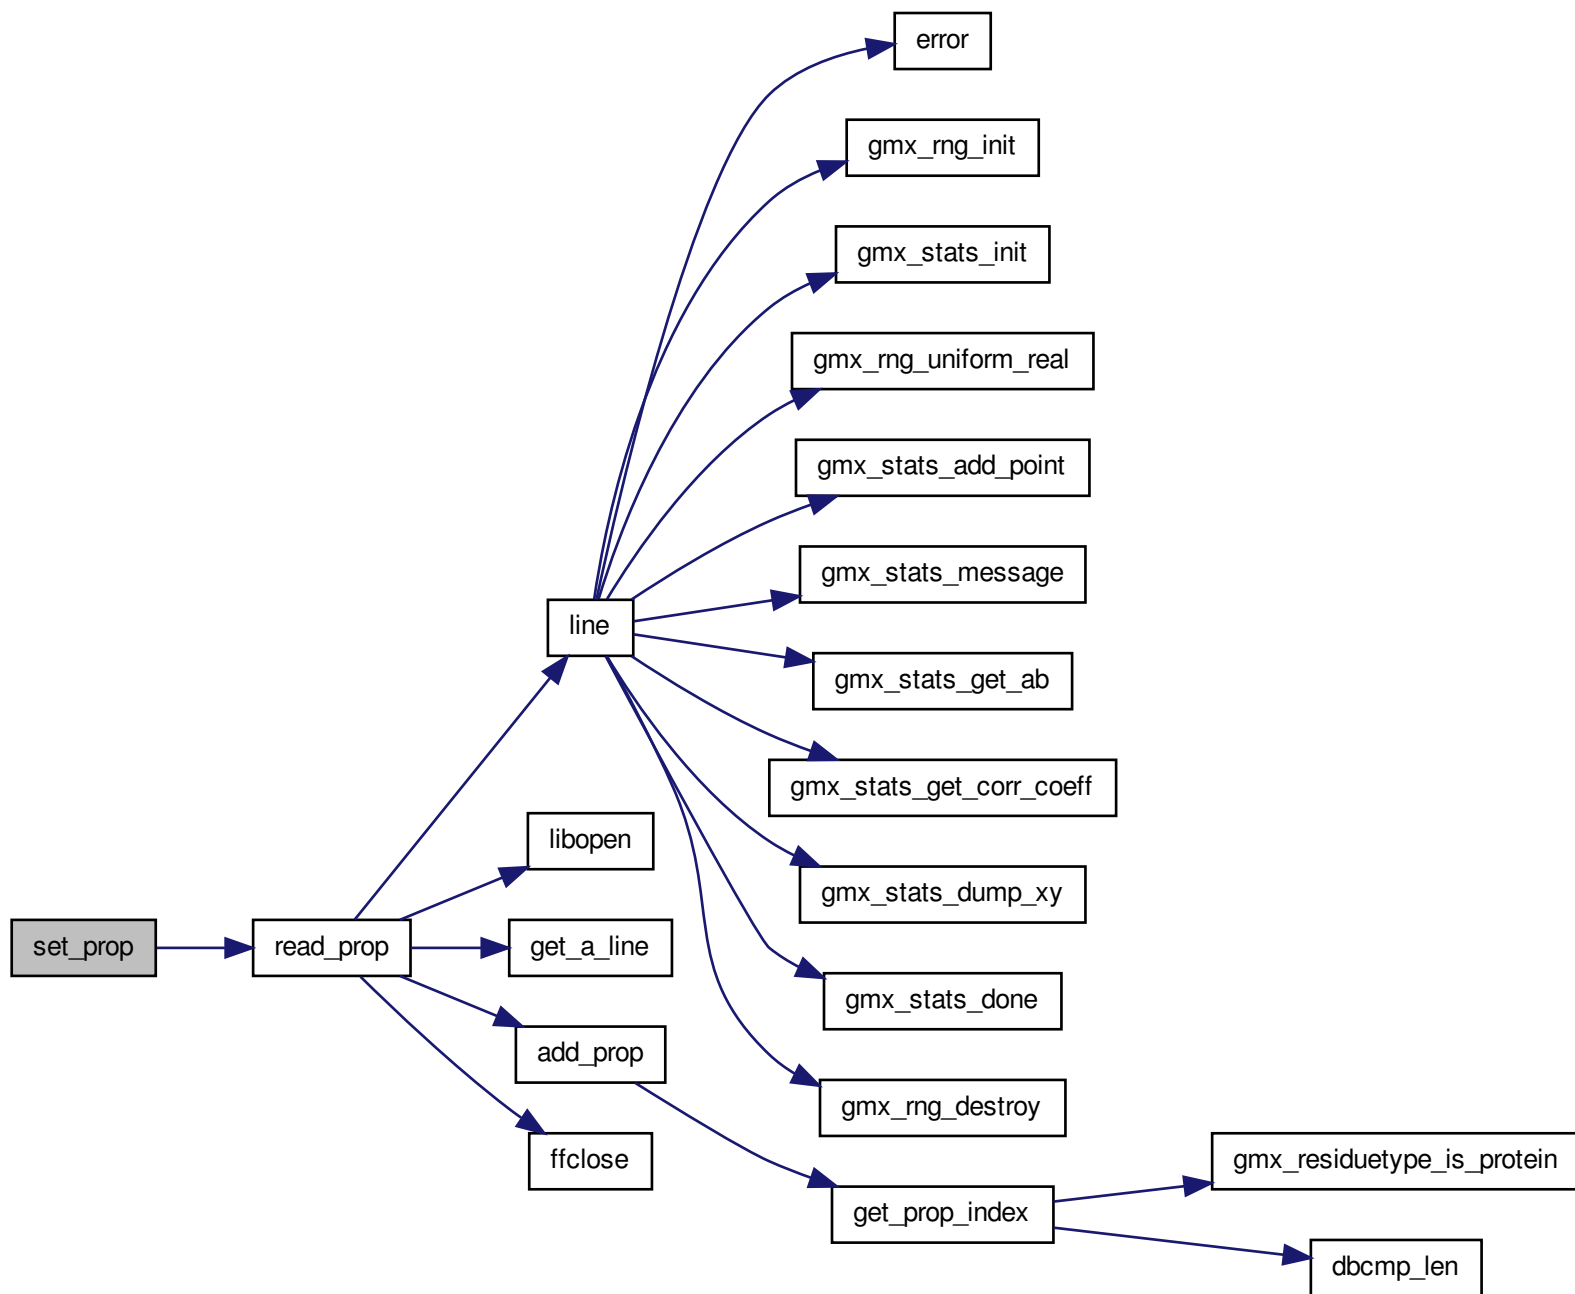 error
gmx_rng_init
gmx_stats_init
gmx_rng_uniform_real
gmx_stats_add_point
gmx_stats_message
line
gmx_stats_get_ab
gmx_stats_get_corr_coeff
libopen
gmx_stats_dump_xy
set_prop
read_prop
get_a_line
gmx_stats_done
add_prop
gmx_rng_destroy
ffclose
gmx_residuetype_is_protein
get_prop_index
dbcmp_len